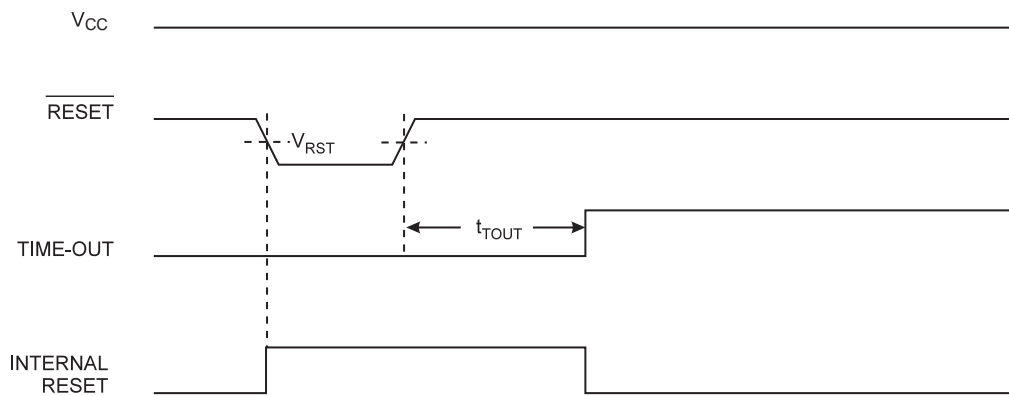 VCC
RESET
VRST
tTOUT
TIME-OUT
INTERNAL
RESET